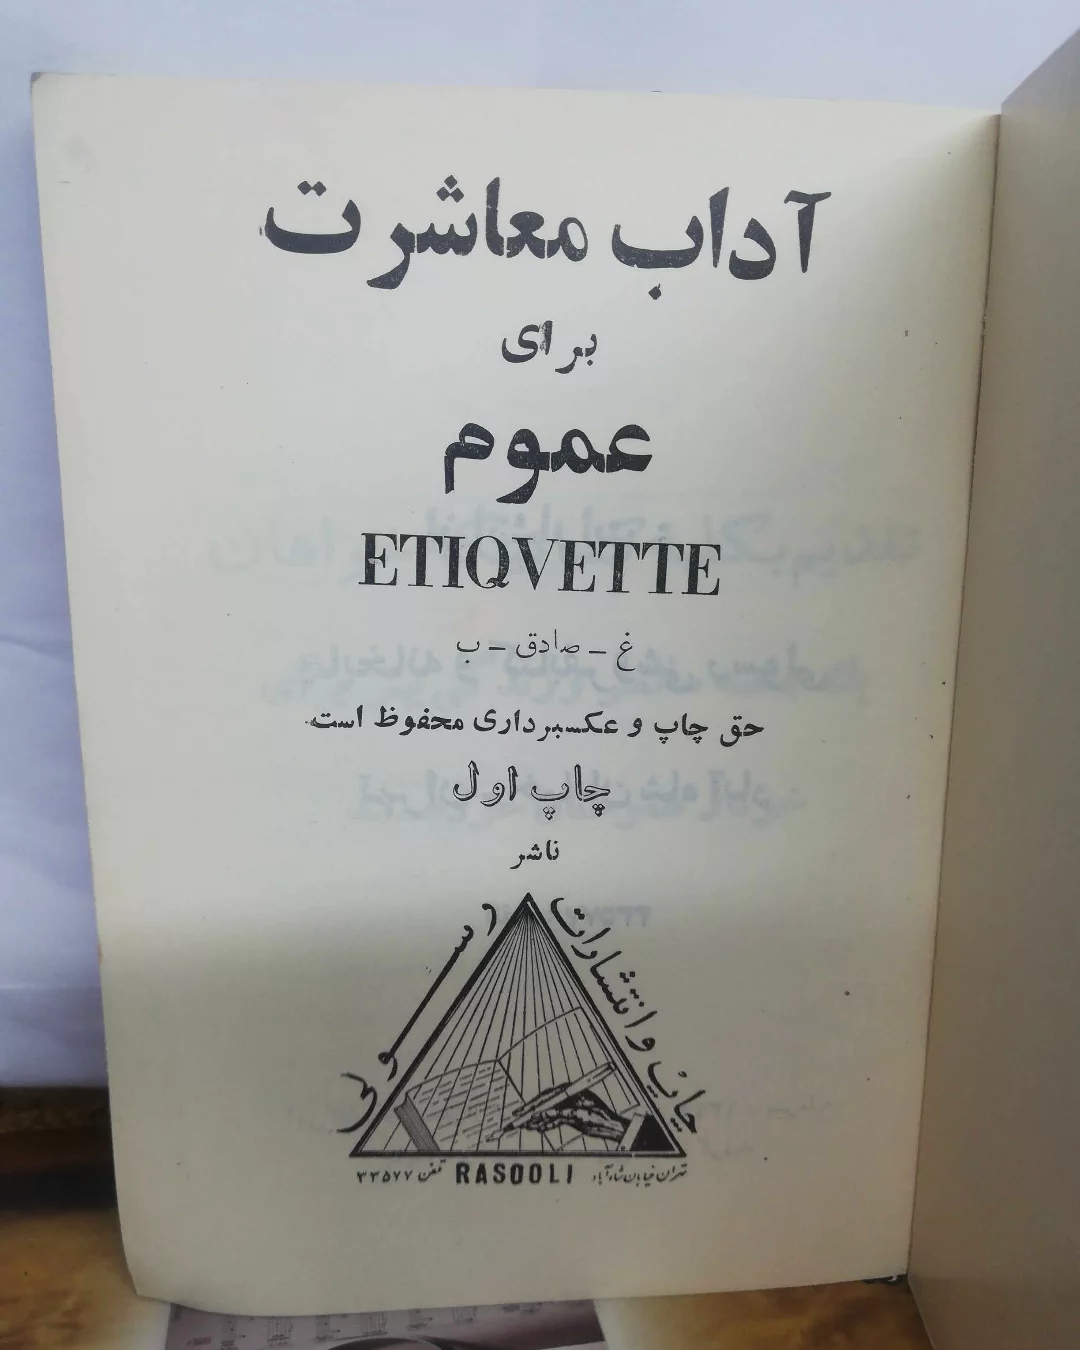 آداب معاشرت
برای
عموم
ETIQVETTE
غ - صادق - ب
حق چاپ و عکسبرداری محفوظ است
چاپ اول
ناشر
چاپ و انتشارات رسولی
تهران خیابان شاه‌آباد RASOOLI تلفن ۳۳۵۷۷